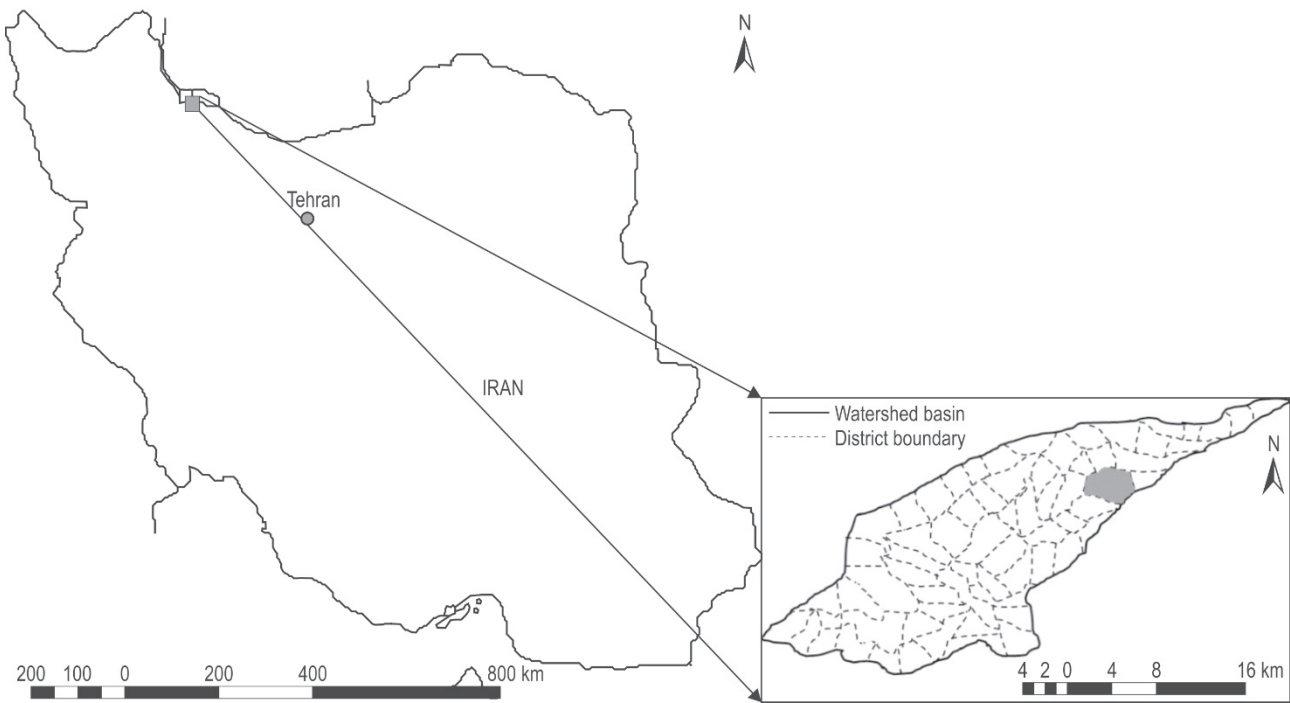 N
Tehran
IRAN
Watershed basin
District boundary
N
200 100 0 200 400 800 km
4 2 0 4 8 16 km